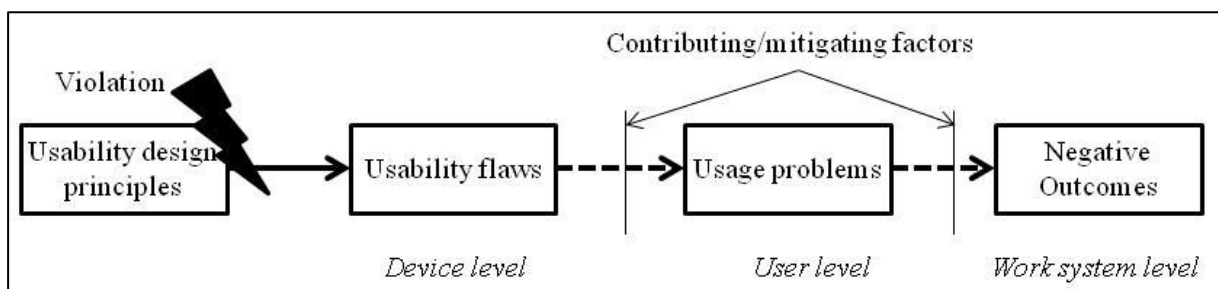 Contributing/mitigating factors
Violation
Usability design
principles
Usability flaws
Usage problems
Negative
Outcomes
Device level
User level
Work system level